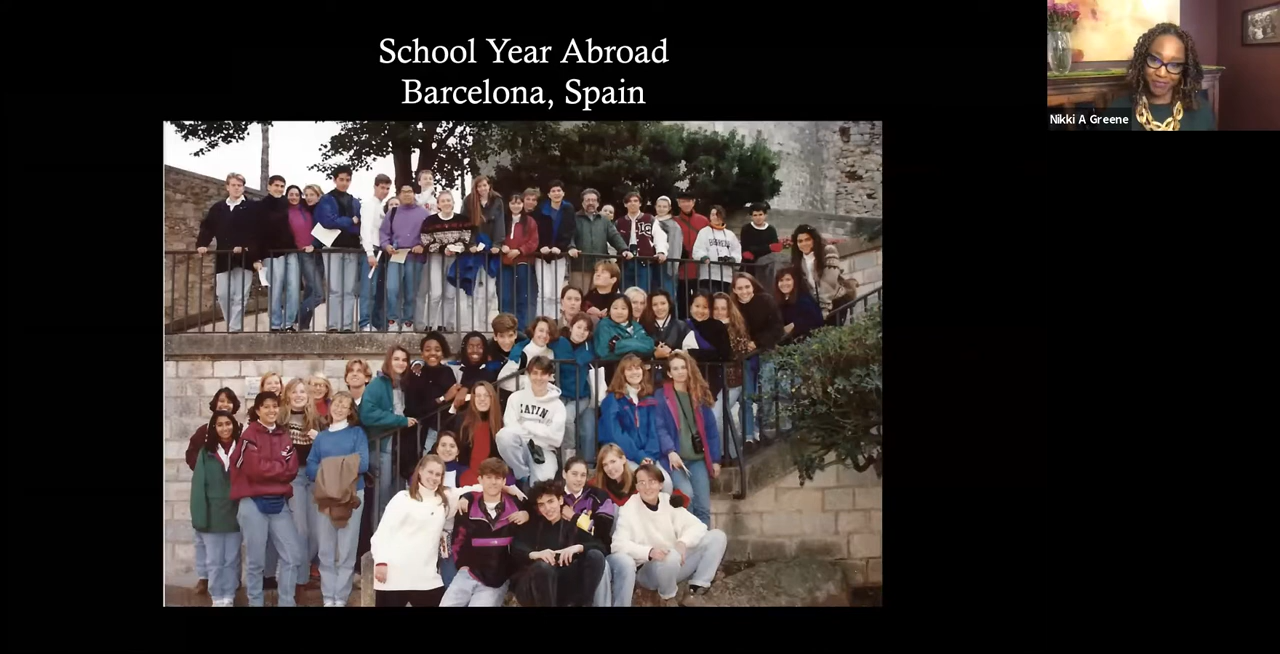 School Year Abroad
Barcelona, Spain
Nikki A Greene
LATIN